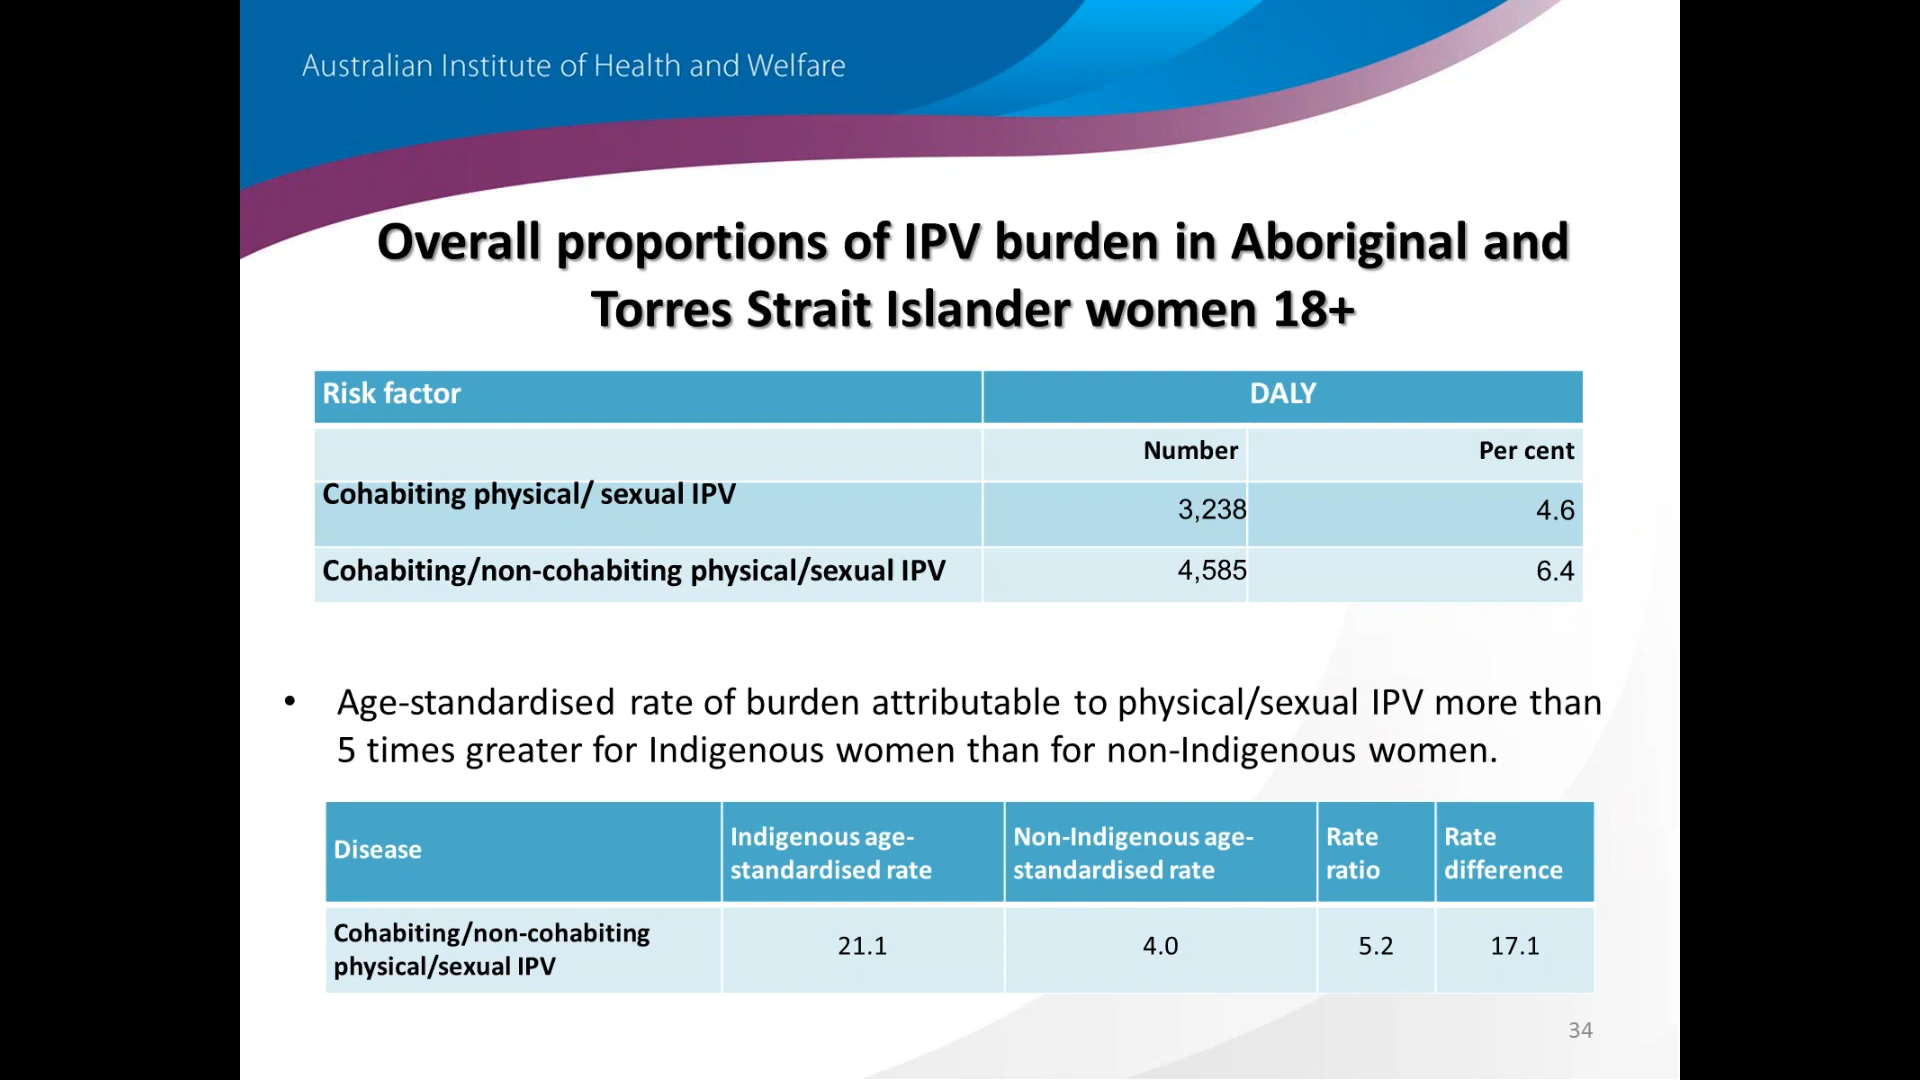 Australian Institute of Health and Welfare
Overall proportions of IPV burden in Aboriginal and
Torres Strait Islander women 18+
Risk factor DALY
Number Per cent
Cohabiting physical/ sexual IPV 3,238 4.6
Cohabiting/non-cohabiting physical/sexual IPV 4,585 6.4
• Age-standardised rate of burden attributable to physical/sexual IPV more than
5 times greater for Indigenous women than for non-Indigenous women.
Disease
Indigenous age-
standardised rate
Non-Indigenous age-
standardised rate
Rate
ratio
Rate
difference
Cohabiting/non-cohabiting
physical/sexual IPV
21.1 4.0 5.2 17.1
34